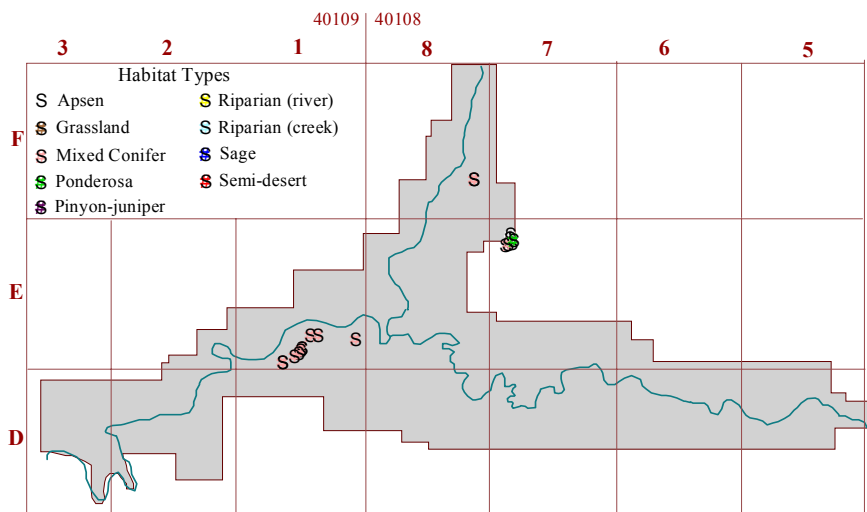 40109 40108
3 2 1 8 7 6 5
Habitat Types
S Apsen
S Riparian (river)
S Grassland
S Riparian (creek)
F
S Mixed Conifer
S Sage
S Ponderosa
S Semi-desert
S Pinyon-juniper
S
S S S
E
S S S
S S S S
D